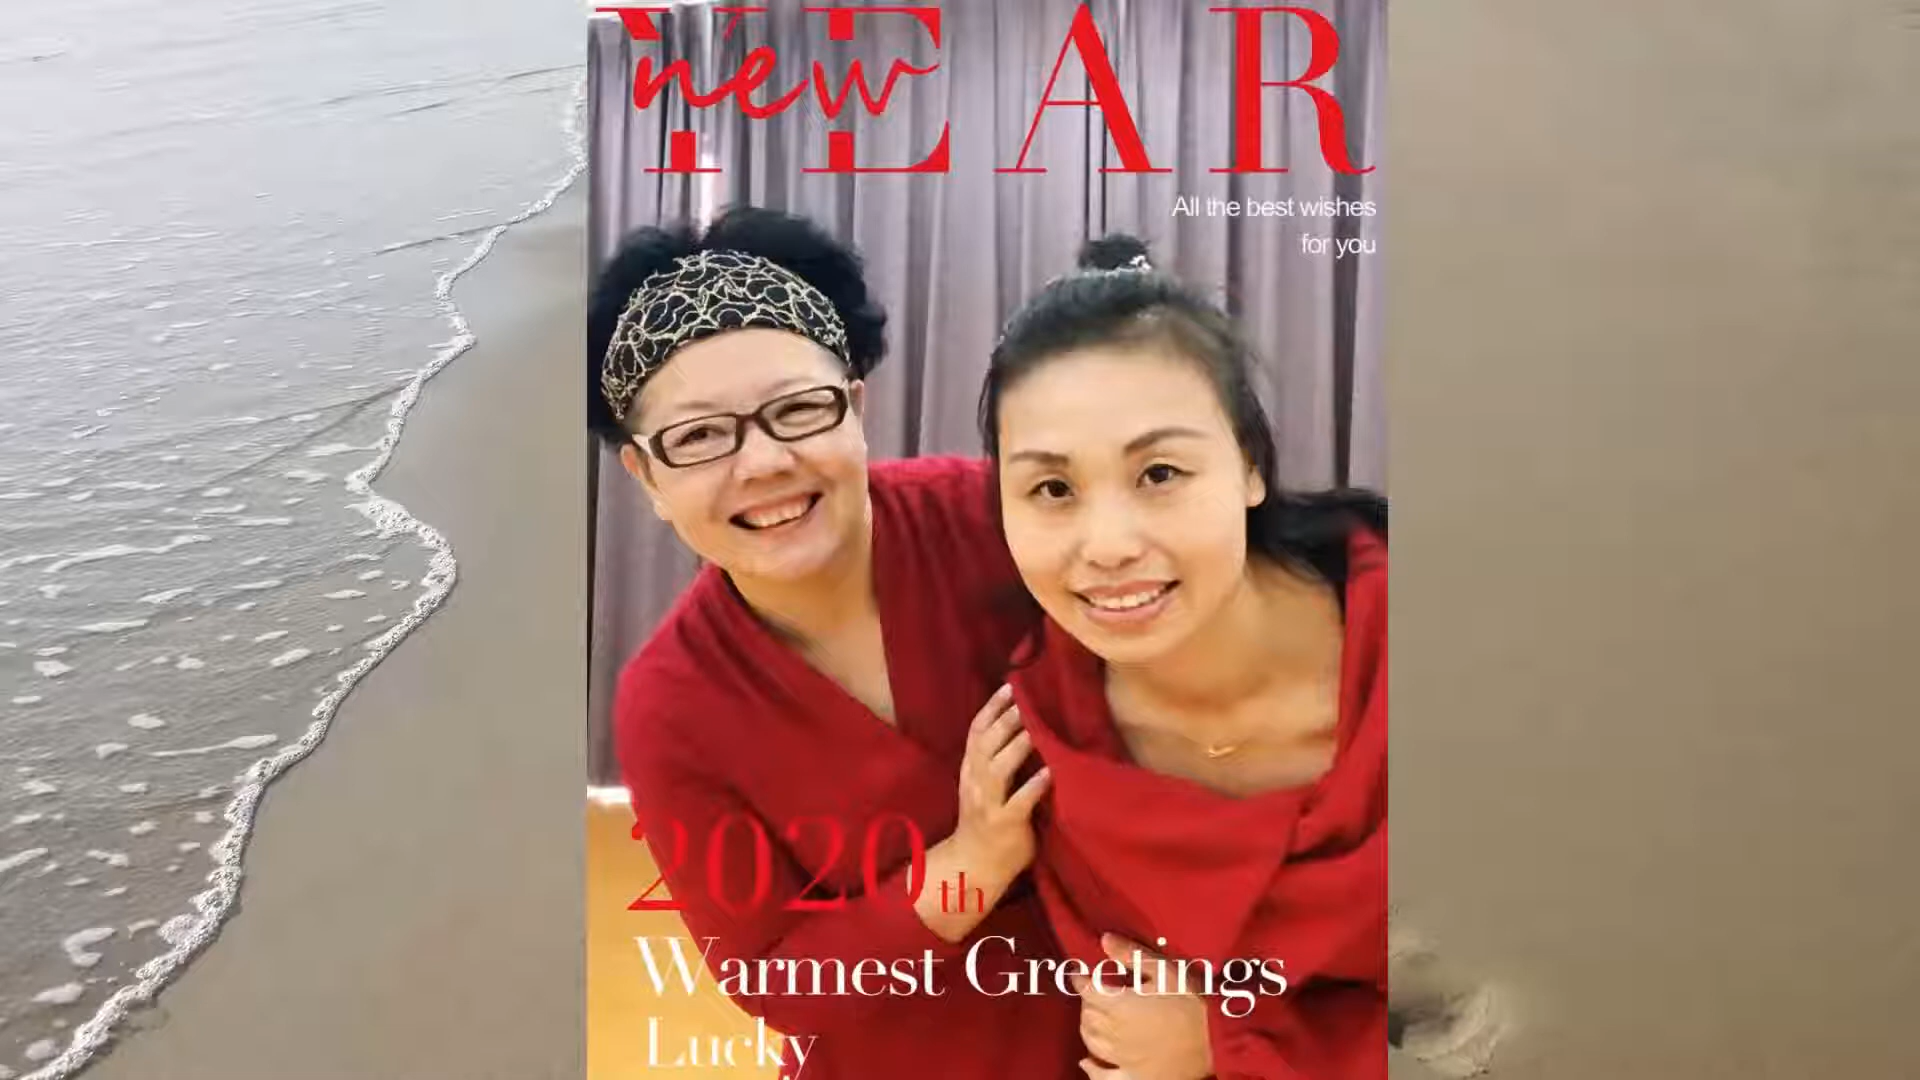 YEAR
new
All the best wishes
for you
2020th
Warmest Greetings
Lucky